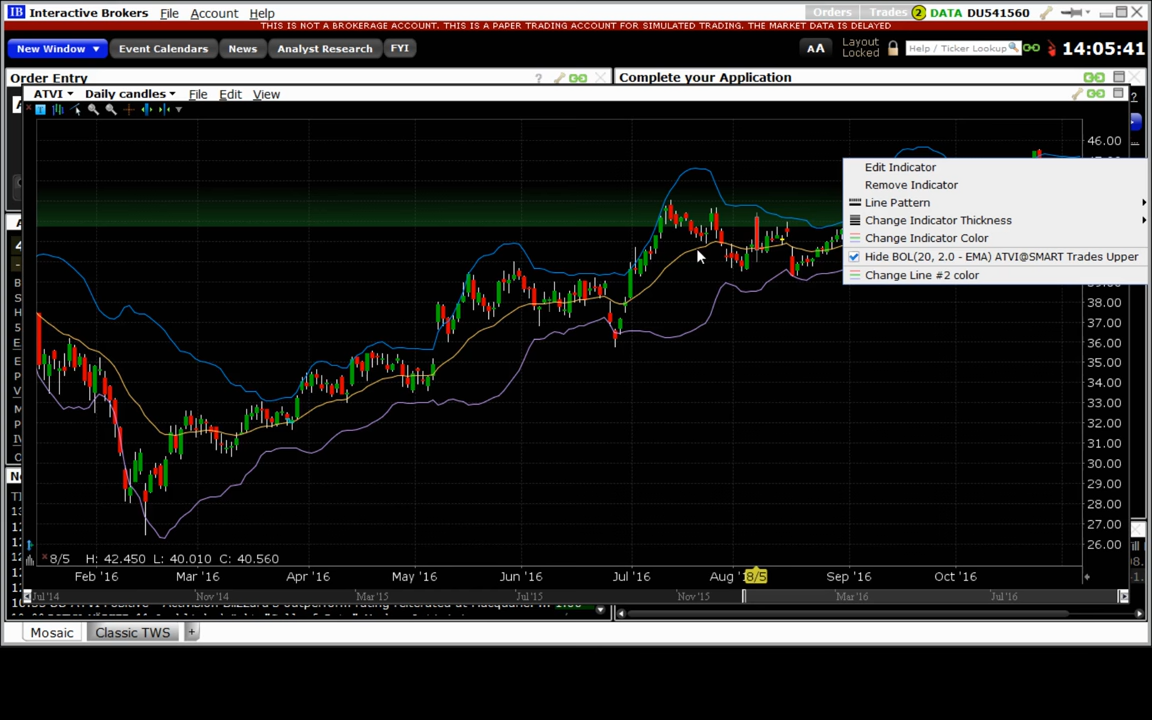 IB Interactive Brokers File Account Help Orders Trades 2 DATA DU541560
THIS IS NOT A BROKERAGE ACCOUNT. THIS IS A PAPER TRADING ACCOUNT FOR SIMULATED TRADING. THE MARKET DATA IS DELAYED
New Window Event Calendars News Analyst Research FYI AA Layout Locked Help / Ticker Lookup 14:05:41
Order Entry ? Complete your Application
ATVI Daily candles File Edit View
46.00
Edit Indicator
Remove Indicator
Line Pattern
Change Indicator Thickness
Change Indicator Color
Hide BOL(20, 2.0 - EMA) ATVI@SMART Trades Upper
Change Line #2 color
38.00
37.00
36.00
35.00
34.00
33.00
32.00
31.00
30.00
29.00
28.00
27.00
26.00
8/5 H: 42.450 L: 40.010 C: 40.560
Feb '16 Mar '16 Apr '16 May '16 Jun '16 Jul '16 Aug 8/5 Sep '16 Oct '16
Jul'14 Nov'14 Mar'15 Jul'15 Nov'15 Mar'16 Jul'16
Mosaic Classic TWS +